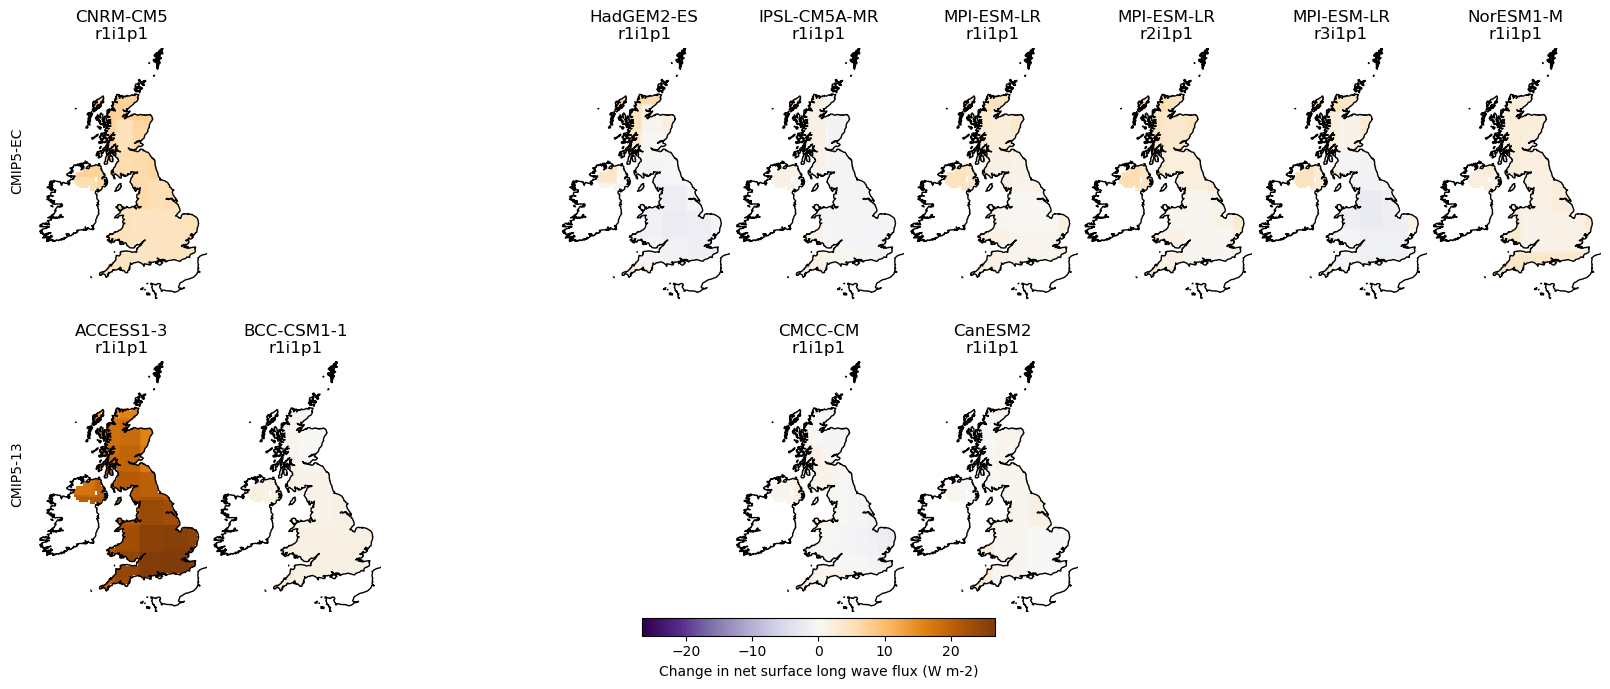 CNRM-CM5
r1i1p1
HadGEM2-ES
r1i1p1
IPSL-CM5A-MR
r1i1p1
MPI-ESM-LR
r1i1p1
MPI-ESM-LR
r2i1p1
MPI-ESM-LR
r3i1p1
NorESM1-M
r1i1p1
CMIP5-EC
ACCESS1-3
r1i1p1
BCC-CSM1-1
r1i1p1
CMCC-CM
r1i1p1
CanESM2
r1i1p1
CMIP5-13
−20 −10 0 10 20
Change in net surface long wave flux (W m-2)